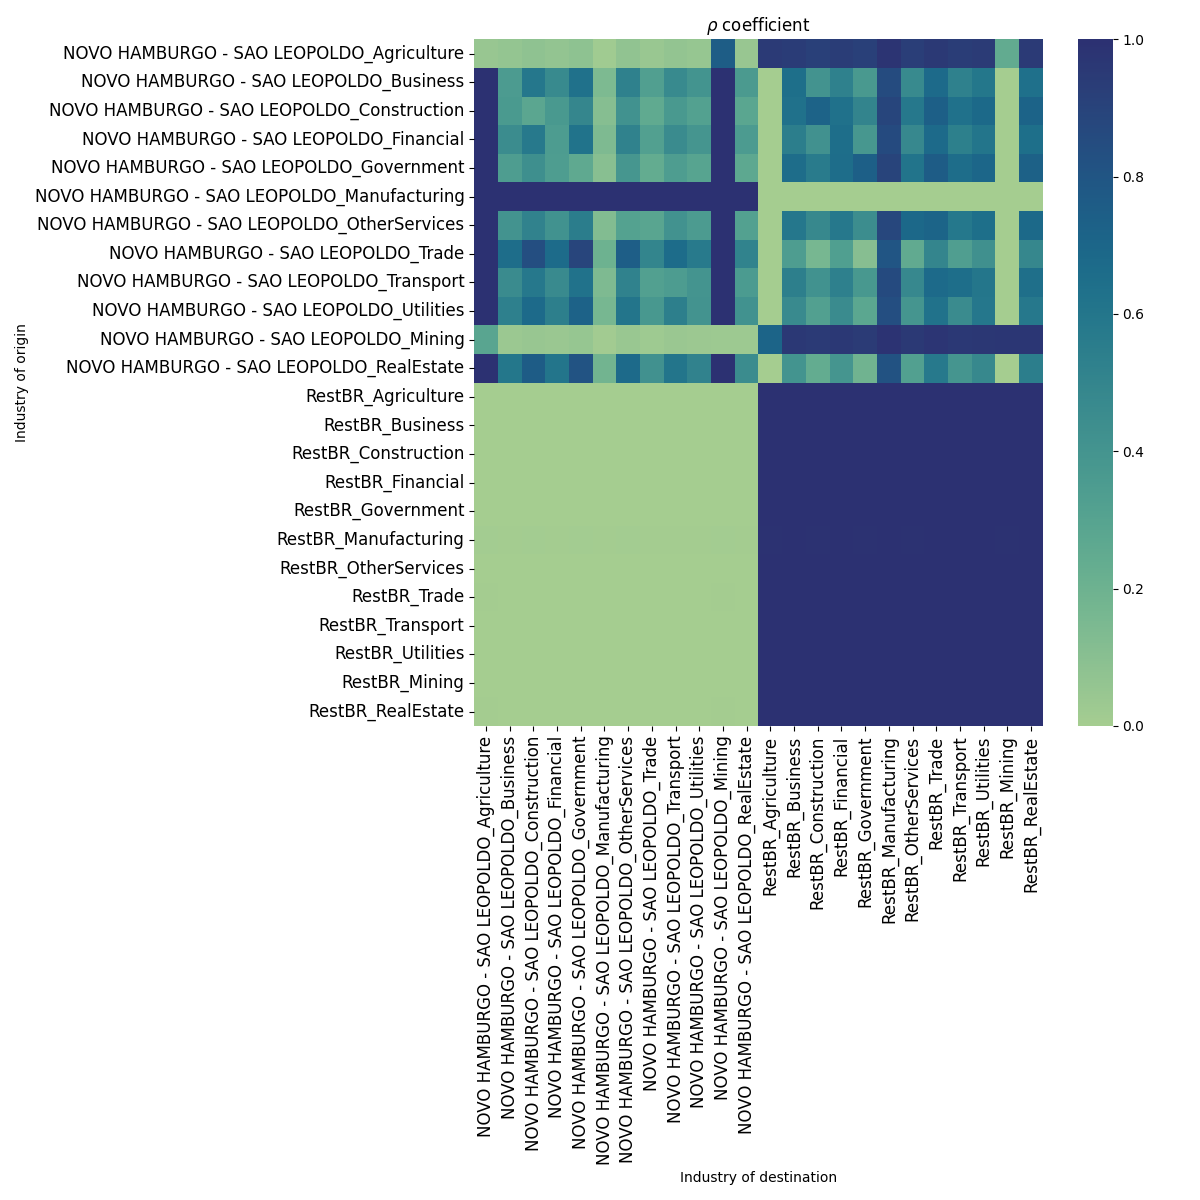 ρ coefficient
NOVO HAMBURGO - SAO LEOPOLDO_Agriculture
NOVO HAMBURGO - SAO LEOPOLDO_Business
NOVO HAMBURGO - SAO LEOPOLDO_Construction
NOVO HAMBURGO - SAO LEOPOLDO_Financial
NOVO HAMBURGO - SAO LEOPOLDO_Government
NOVO HAMBURGO - SAO LEOPOLDO_Manufacturing
NOVO HAMBURGO - SAO LEOPOLDO_OtherServices
NOVO HAMBURGO - SAO LEOPOLDO_Trade
NOVO HAMBURGO - SAO LEOPOLDO_Transport
NOVO HAMBURGO - SAO LEOPOLDO_Utilities
NOVO HAMBURGO - SAO LEOPOLDO_Mining
NOVO HAMBURGO - SAO LEOPOLDO_RealEstate
RestBR_Agriculture
RestBR_Business
RestBR_Construction
RestBR_Financial
RestBR_Government
RestBR_Manufacturing
RestBR_OtherServices
RestBR_Trade
RestBR_Transport
RestBR_Utilities
RestBR_Mining
RestBR_RealEstate
Industry of origin
1.0
0.8
0.6
0.4
0.2
0.0
NOVO HAMBURGO - SAO LEOPOLDO_Agriculture
NOVO HAMBURGO - SAO LEOPOLDO_Business
NOVO HAMBURGO - SAO LEOPOLDO_Construction
NOVO HAMBURGO - SAO LEOPOLDO_Financial
NOVO HAMBURGO - SAO LEOPOLDO_Government
NOVO HAMBURGO - SAO LEOPOLDO_Manufacturing
NOVO HAMBURGO - SAO LEOPOLDO_OtherServices
NOVO HAMBURGO - SAO LEOPOLDO_Trade
NOVO HAMBURGO - SAO LEOPOLDO_Transport
NOVO HAMBURGO - SAO LEOPOLDO_Utilities
NOVO HAMBURGO - SAO LEOPOLDO_Mining
NOVO HAMBURGO - SAO LEOPOLDO_RealEstate
RestBR_Agriculture
RestBR_Business
RestBR_Construction
RestBR_Financial
RestBR_Government
RestBR_Manufacturing
RestBR_OtherServices
RestBR_Trade
RestBR_Transport
RestBR_Utilities
RestBR_Mining
RestBR_RealEstate
Industry of destination